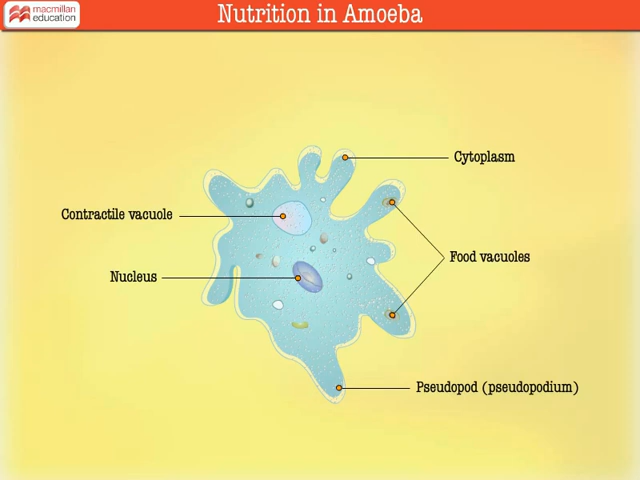 macmillan
education
Nutrition in Amoeba
Cytoplasm
Contractile vacuole
Food vacuoles
Nucleus
Pseudopod (pseudopodium)